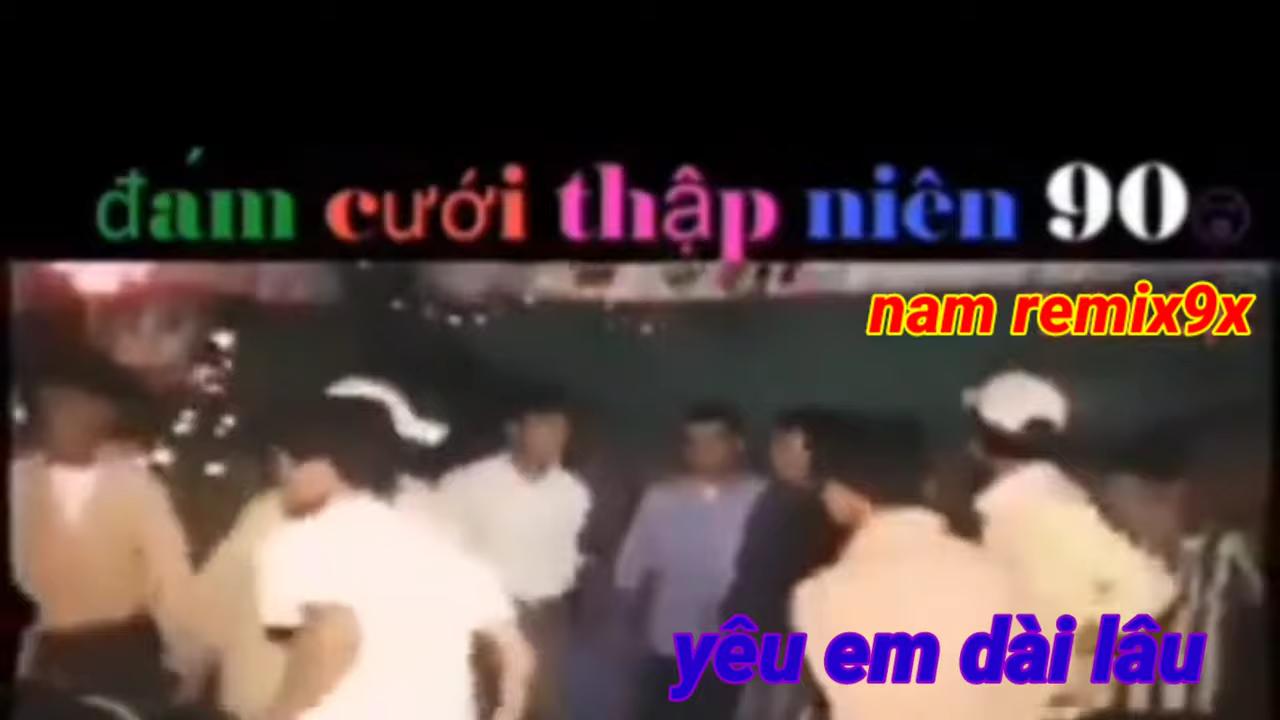 đám cưới thập niên 90
nam remix9x
yêu em dài lâu